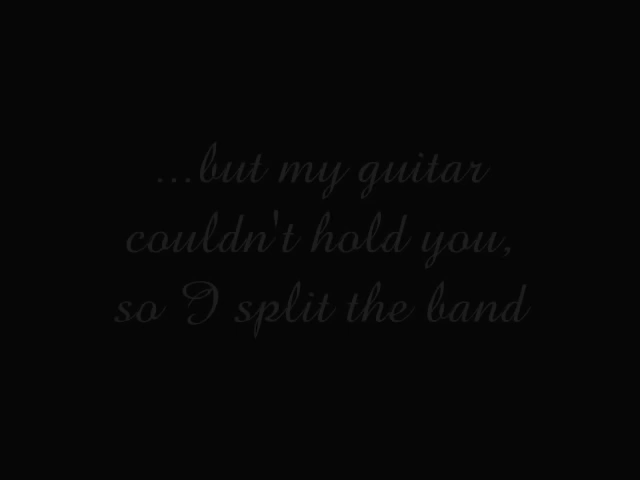 ...but my guitar
couldn't hold you,
so I split the band